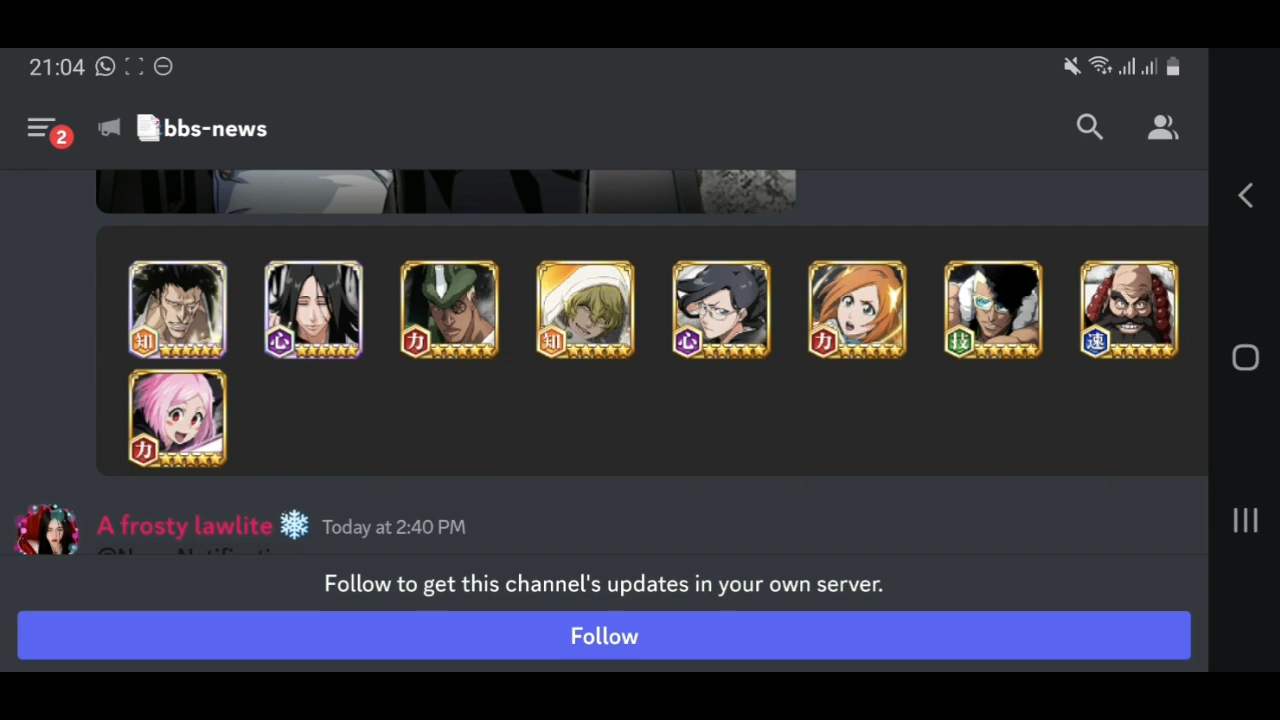 21:04
2
bbs-news
知 心 力 知 心 力 技 速
力
A frosty lawlite Today at 2:40 PM
Follow to get this channel's updates in your own server.
Follow